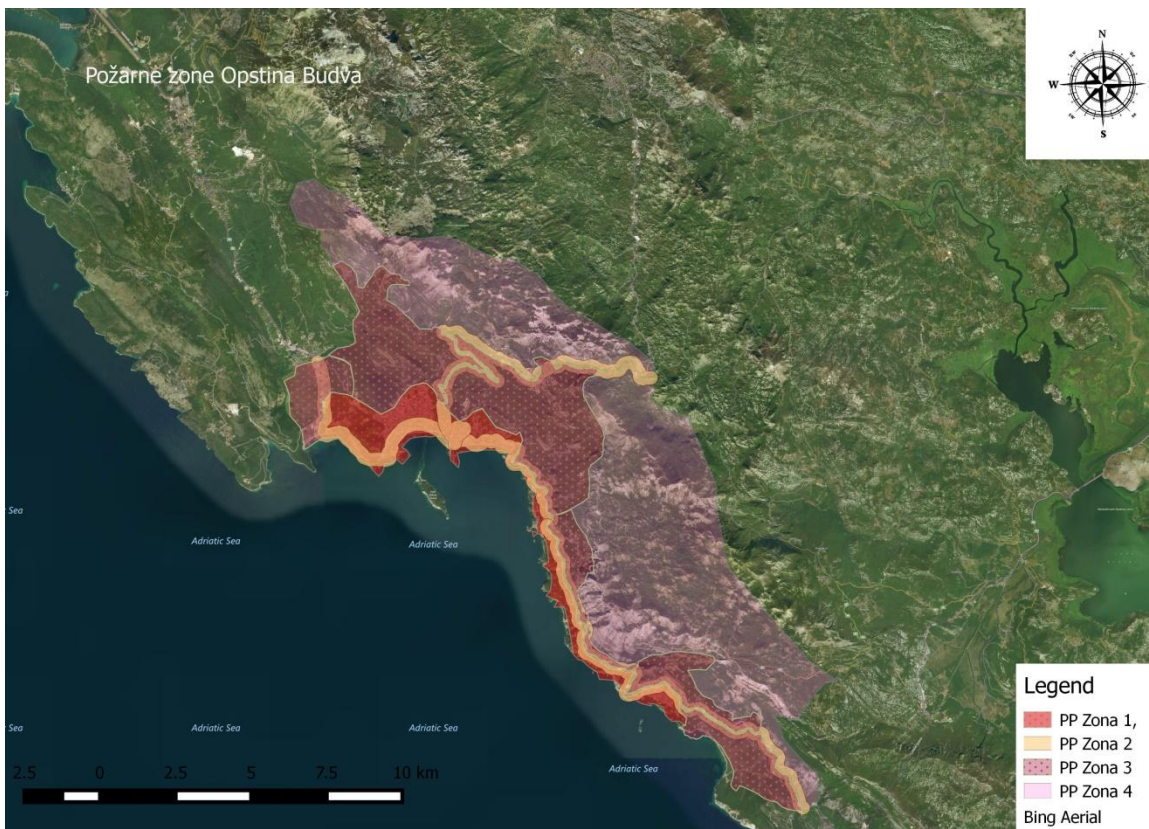 Požarne zone Opstina Budva
N
W
S
Sea
Adriatic Sea
Adriatic Sea
Sea
Adriatic Sea
Adriatic Sea
Adriatic Sea
2.5 0 2.5 5 7.5 10 km
Legend
PP Zona 1,
PP Zona 2
PP Zona 3
PP Zona 4
Bing Aerial